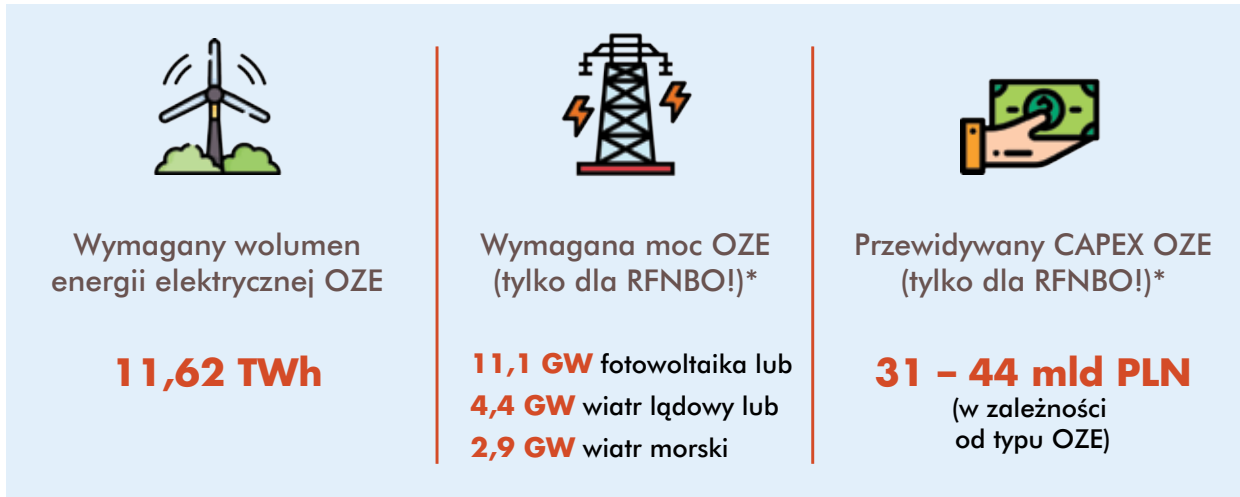 Wymagany wolumen
energii elektrycznej OZE
11,62 TWh
Wymagana moc OZE
(tylko dla RFNBO!)*
11,1 GW fotowoltaika lub
4,4 GW wiatr lądowy lub
2,9 GW wiatr morski
Przewidywany CAPEX OZE
(tylko dla RFNBO!)*
31 – 44 mld PLN
(w zależności
od typu OZE)